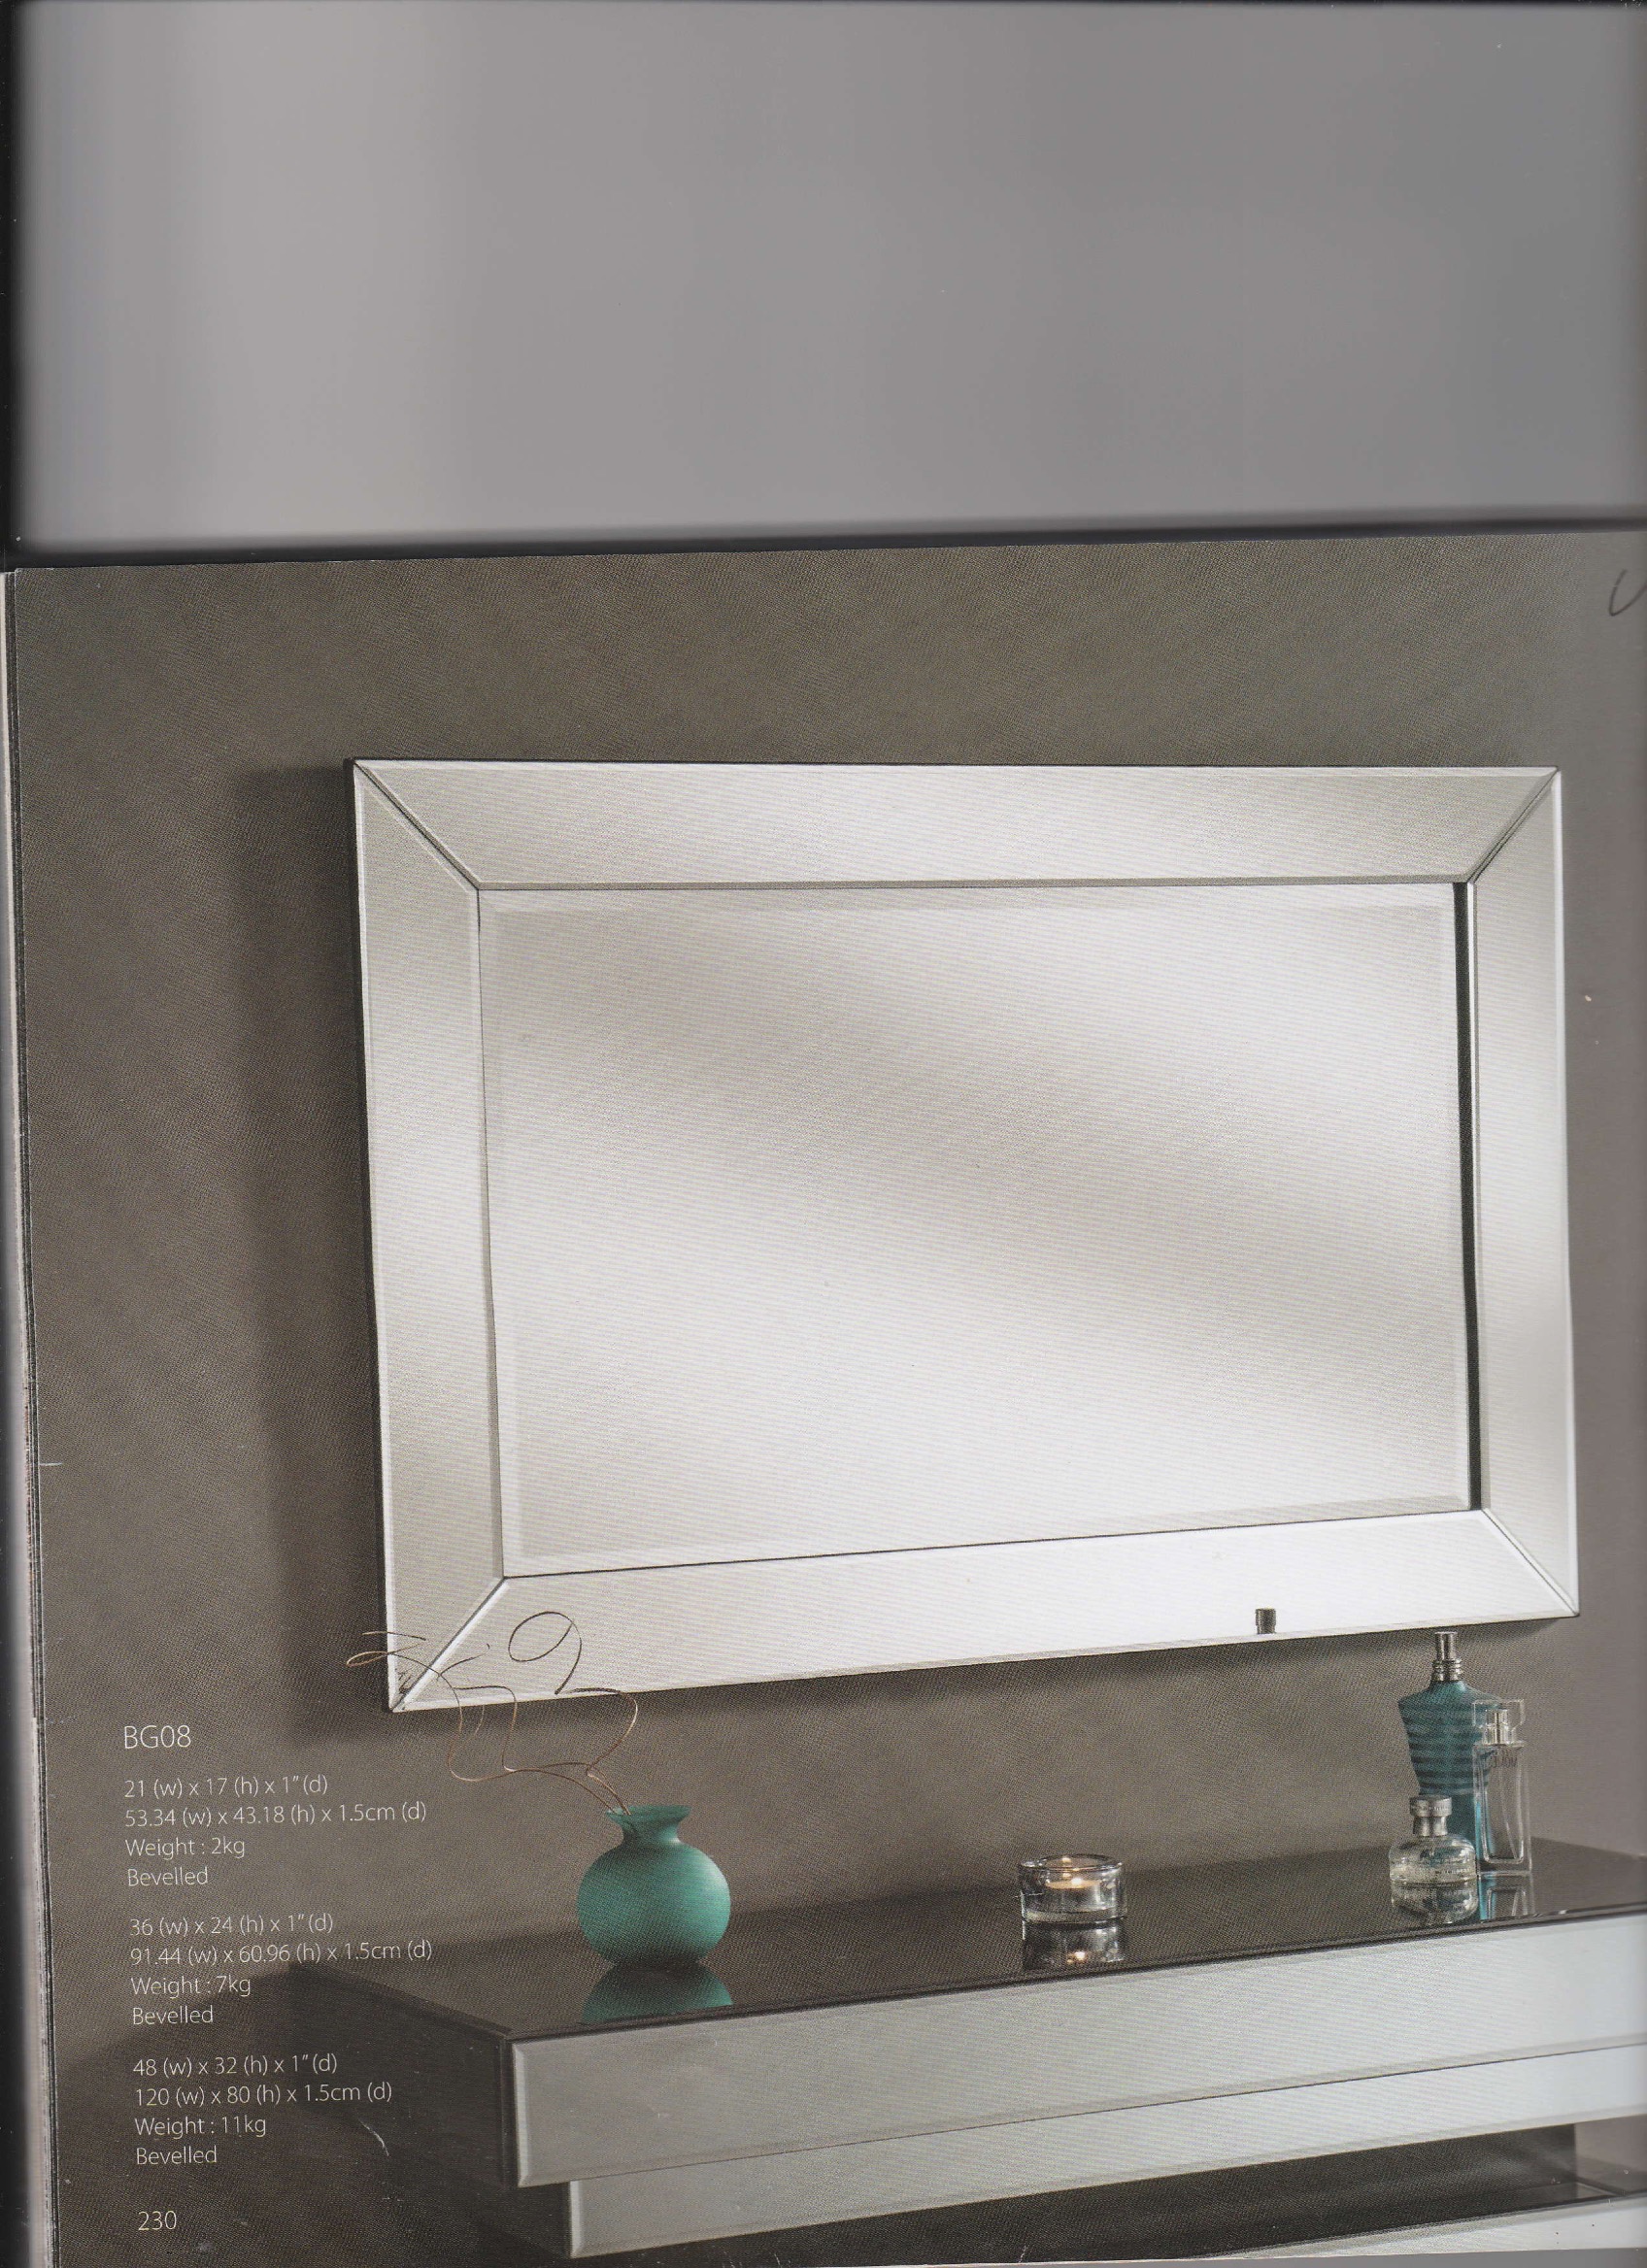 BG08
21 (w) x 17 (h) x 1" (d)
53.34 (w) x 43.18 (h) x 1.5cm (d)
Weight : 2kg
Bevelled
36 (w) x 24 (h) x 1" (d)
91.44 (w) x 60.96 (h) x 1.5cm (d)
Weight : 7kg
Bevelled
48 (w) x 32 (h) x 1" (d)
120 (w) x 80 (h) x 1.5cm (d)
Weight : 11kg
Bevelled
230